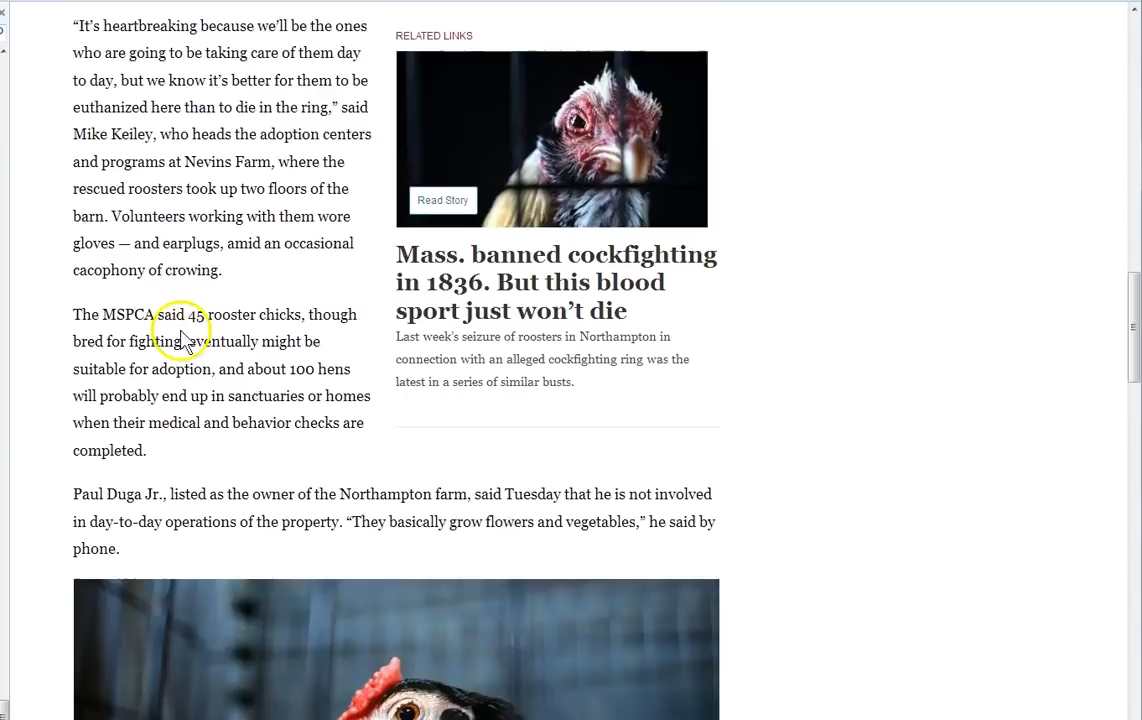 “It’s heartbreaking because we’ll be the ones
who are going to be taking care of them day
to day, but we know it’s better for them to be
euthanized here than to die in the ring,” said
Mike Keiley, who heads the adoption centers
and programs at Nevins Farm, where the
rescued roosters took up two floors of the
barn. Volunteers working with them wore
gloves — and earplugs, amid an occasional
cacophony of crowing.
The MSPCA said 45 rooster chicks, though
bred for fighting, eventually might be
suitable for adoption, and about 100 hens
will probably end up in sanctuaries or homes
when their medical and behavior checks are
completed.
RELATED LINKS
Read Story
Mass. banned cockfighting
in 1836. But this blood
sport just won’t die
Last week’s seizure of roosters in Northampton in
connection with an alleged cockfighting ring was the
latest in a series of similar busts.
Paul Duga Jr., listed as the owner of the Northampton farm, said Tuesday that he is not involved
in day-to-day operations of the property. “They basically grow flowers and vegetables,” he said by
phone.